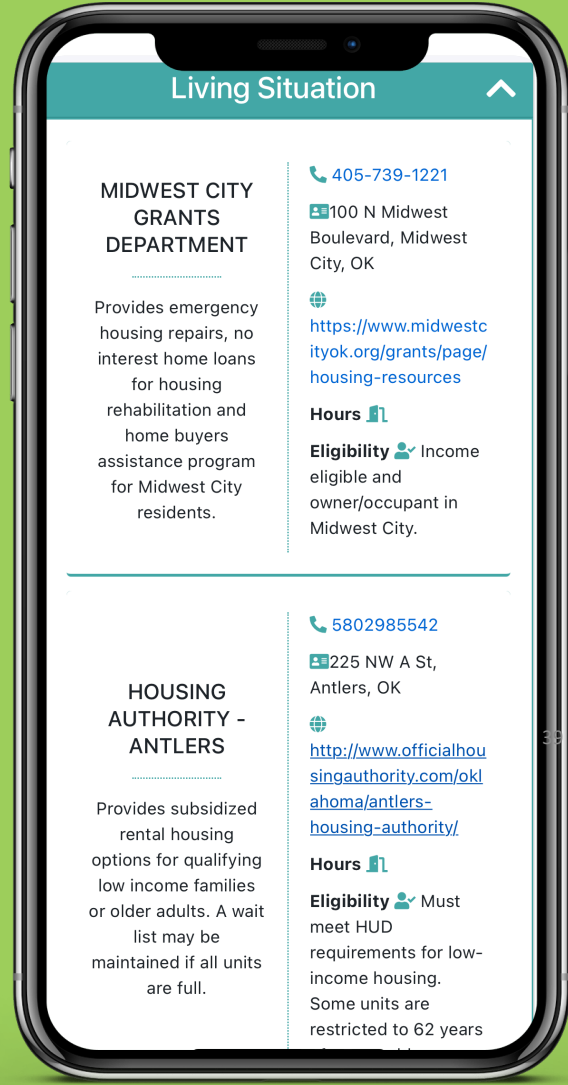 Living Situation
MIDWEST CITY
GRANTS
DEPARTMENT
Provides emergency
housing repairs, no
interest home loans
for housing
rehabilitation and
home buyers
assistance program
for Midwest City
residents.
405-739-1221
100 N Midwest
Boulevard, Midwest
City, OK
https://www.midwestc
ityok.org/grants/page/
housing-resources
Hours
Eligibility Income
eligible and
owner/occupant in
Midwest City.
HOUSING
AUTHORITY -
ANTLERS
Provides subsidized
rental housing
options for qualifying
low income families
or older adults. A wait
list may be
maintained if all units
are full.
5802985542
225 NW A St,
Antlers, OK
http://www.officialhou
singauthority.com/okl
ahoma/antlers-
housing-authority/
Hours
Eligibility Must
meet HUD
requirements for low-
income housing.
Some units are
restricted to 62 years
39